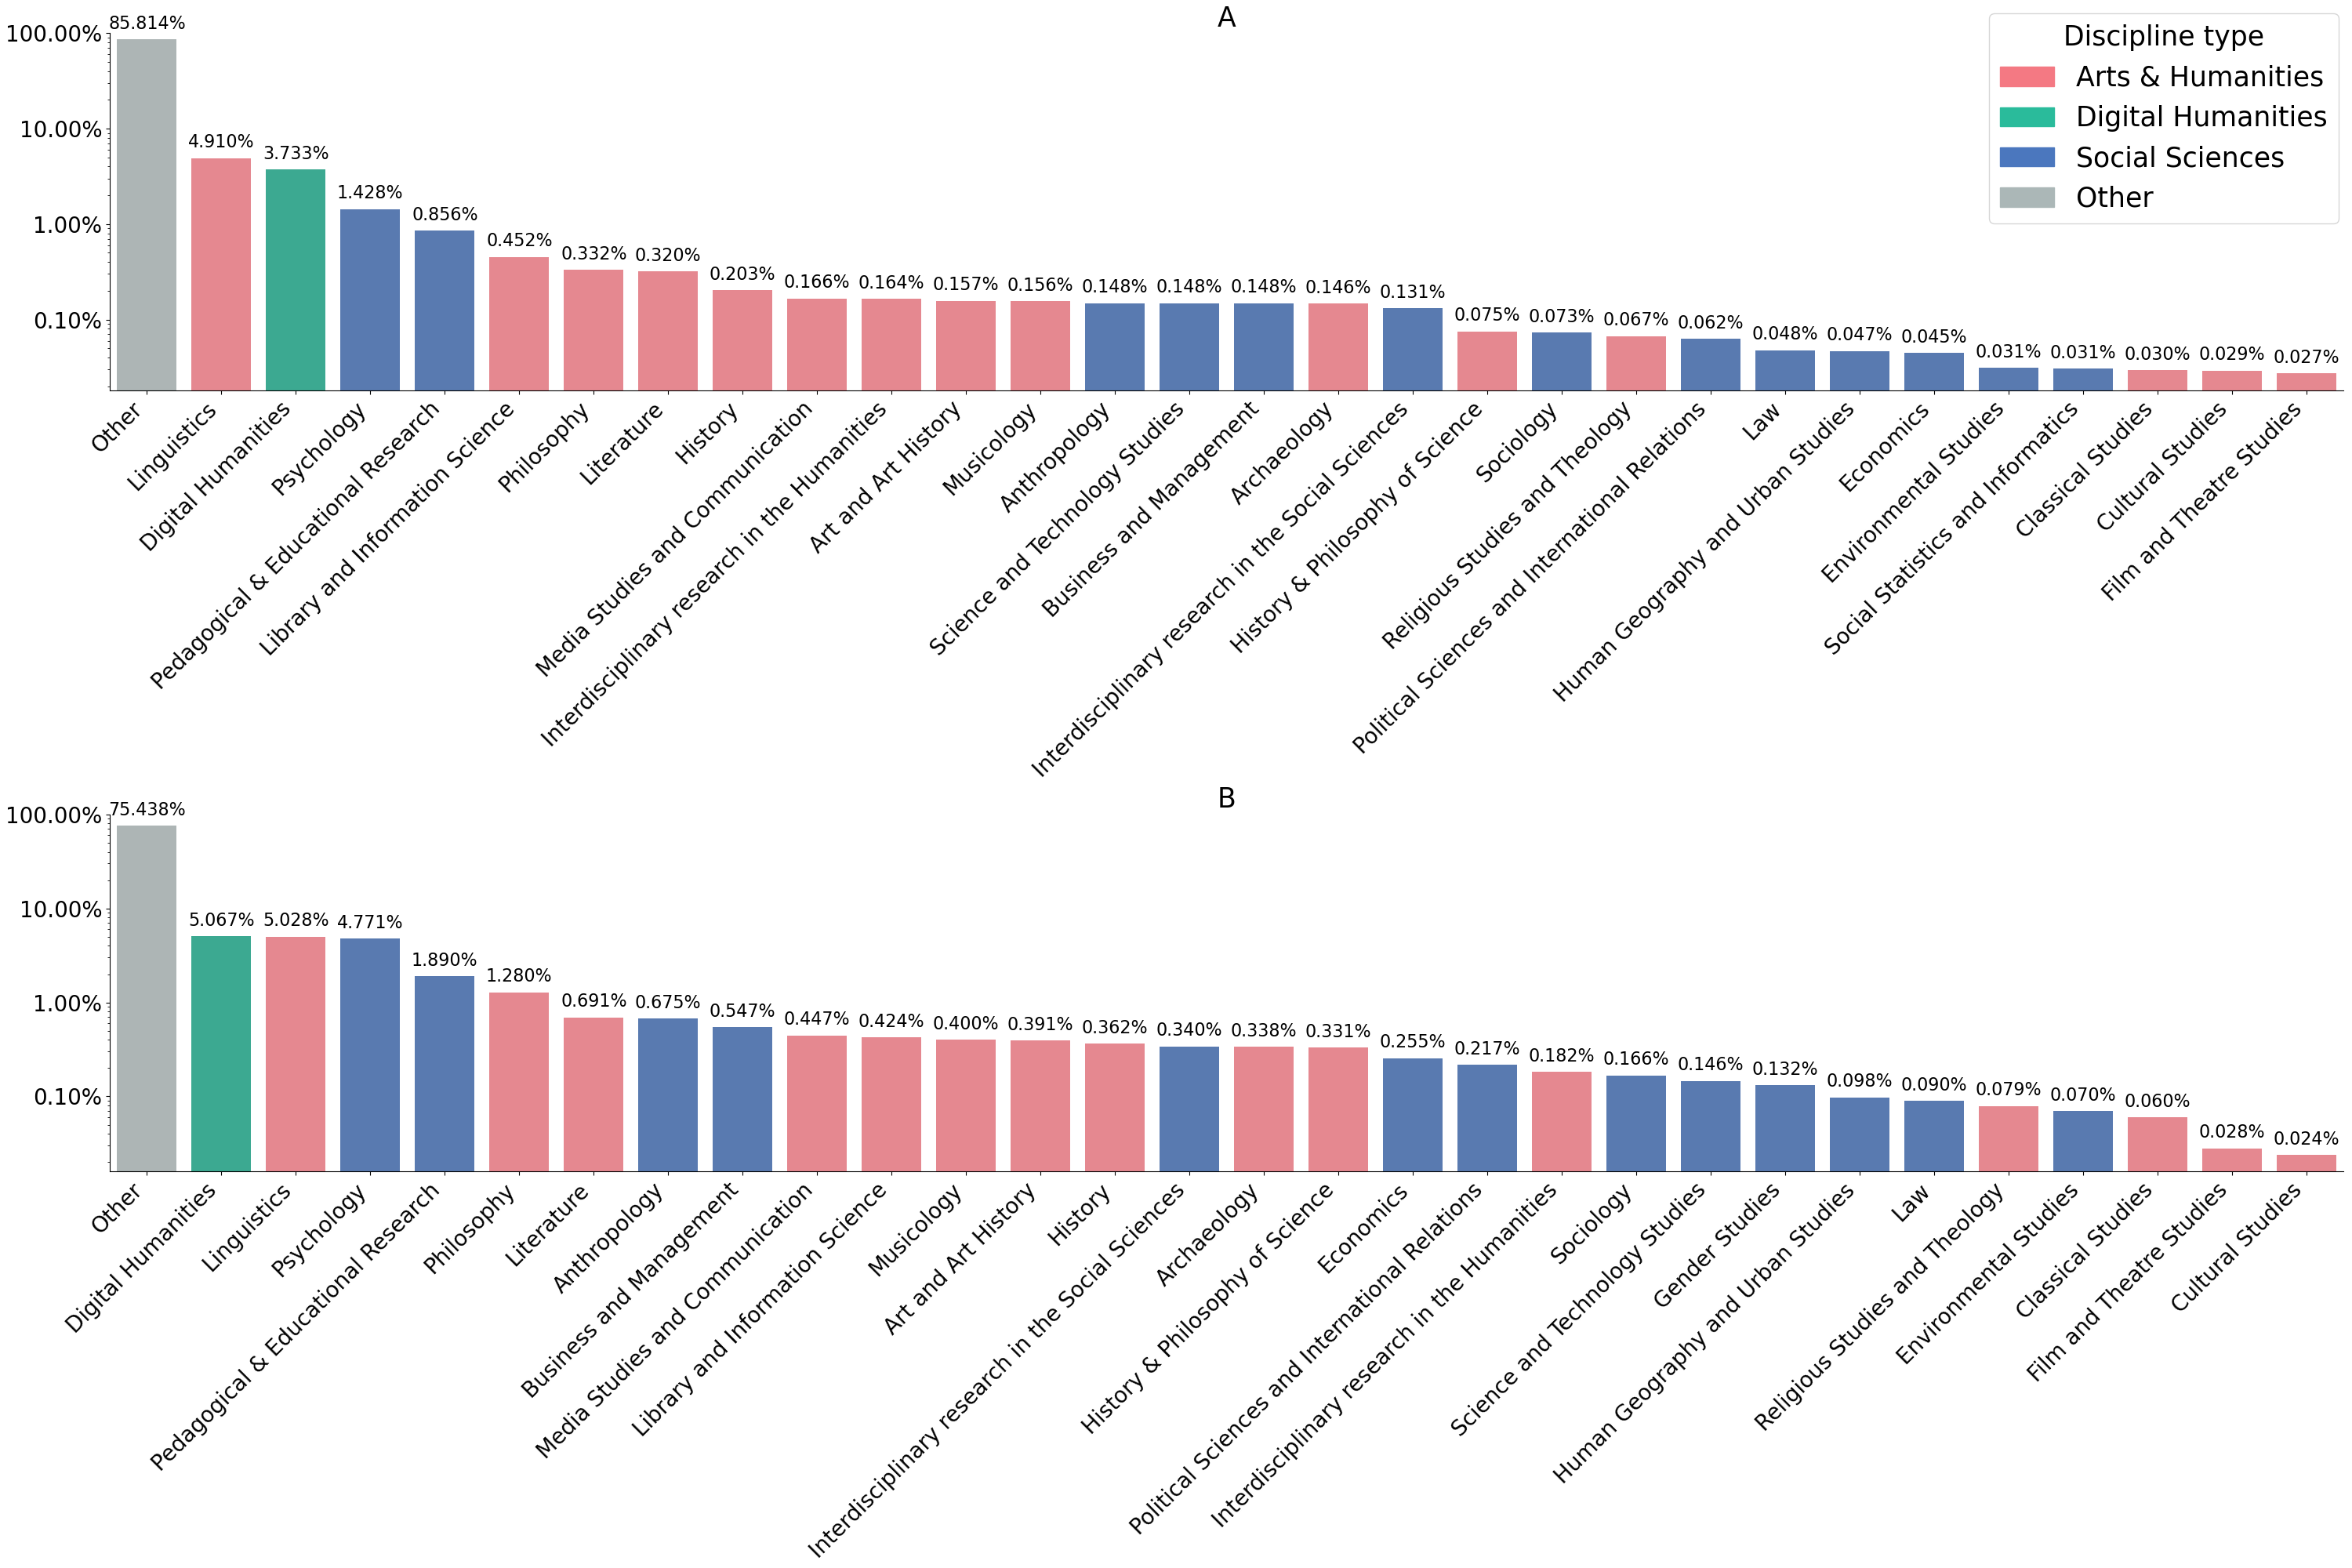 A
Discipline type
Arts & Humanities
Digital Humanities
Social Sciences
Other
100.00%
10.00%
1.00%
0.10%
85.814%
4.910%
3.733%
1.428%
0.856%
0.452%
0.332%
0.320%
0.203%
0.166%
0.164%
0.157%
0.156%
0.148%
0.148%
0.148%
0.146%
0.131%
0.075%
0.073%
0.067%
0.062%
0.048%
0.047%
0.045%
0.031%
0.031%
0.030%
0.029%
0.027%
Other
Linguistics
Digital Humanities
Psychology
Pedagogical & Educational Research
Library and Information Science
Philosophy
Literature
History
Media Studies and Communication
Interdisciplinary research in the Humanities
Art and Art History
Musicology
Anthropology
Science and Technology Studies
Business and Management
Archaeology
Interdisciplinary research in the Social Sciences
History & Philosophy of Science
Sociology
Religious Studies and Theology
Political Sciences and International Relations
Law
Human Geography and Urban Studies
Economics
Environmental Studies
Social Statistics and Informatics
Classical Studies
Cultural Studies
Film and Theatre Studies
B
100.00%
10.00%
1.00%
0.10%
75.438%
5.067%
5.028%
4.771%
1.890%
1.280%
0.691%
0.675%
0.547%
0.447%
0.424%
0.400%
0.391%
0.362%
0.340%
0.338%
0.331%
0.255%
0.217%
0.182%
0.166%
0.146%
0.132%
0.098%
0.090%
0.079%
0.070%
0.060%
0.028%
0.024%
Other
Digital Humanities
Linguistics
Psychology
Pedagogical & Educational Research
Philosophy
Literature
Anthropology
Business and Management
Media Studies and Communication
Library and Information Science
Musicology
Art and Art History
History
Interdisciplinary research in the Social Sciences
Archaeology
History & Philosophy of Science
Economics
Political Sciences and International Relations
Interdisciplinary research in the Humanities
Sociology
Science and Technology Studies
Gender Studies
Human Geography and Urban Studies
Law
Religious Studies and Theology
Environmental Studies
Classical Studies
Film and Theatre Studies
Cultural Studies